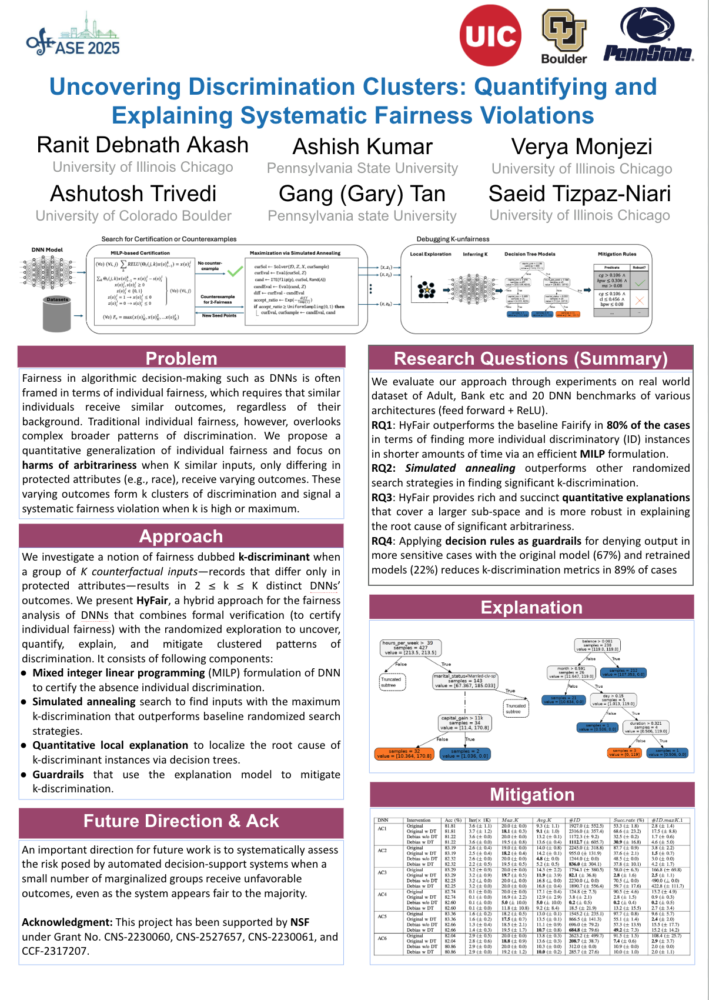 ASE 2025
UIC
Boulder
PennState
Uncovering Discrimination Clusters: Quantifying and
Explaining Systematic Fairness Violations
Ranit Debnath Akash
University of Illinois Chicago
Ashish Kumar
Pennsylvania State University
Verya Monjezi
University of Illinois Chicago
Ashutosh Trivedi
University of Colorado Boulder
Gang (Gary) Tan
Pennsylvania state University
Saeid Tizpaz-Niari
University of Illinois Chicago
Search for Certification or Counterexamples
DNN Model
Datasets
MILP-based Certification
No counter-
example
Counterexample
for 2-Fairness
New Seed Points
Maximization via Simulated Annealing
curSol ← Solver(D, Z, X, curSample)
curEval ← Eval(curSol, Z)
cand ← ITE(flip(p), curSol, Rand(A))
candEval ← Eval(cand, Z)
diff ← curEval - candEval
if accept_ratio ≥ UniformSampling(0,1) then
curEval, curSample ← candEval, cand
Debugging K-unfairness
Local Exploration
Inferring K
Decision Tree Models
Mitigation Rules
Predicate Robust?
cg > 0.106 ∧
hpw ≤ 0.306 ∧
ms > 0.08
cg ≤ 0.106 ∧
cl ≤ 0.456 ∧
hpw ≤ 0.08
Problem
Fairness in algorithmic decision-making such as DNNs is often
framed in terms of individual fairness, which requires that similar
individuals receive similar outcomes, regardless of their
background. Traditional individual fairness, however, overlooks
complex broader patterns of discrimination. We propose a
quantitative generalization of individual fairness and focus on
harms of arbitrariness when K similar inputs, only differing in
protected attributes (e.g., race), receive varying outcomes. These
varying outcomes form k clusters of discrimination and signal a
systematic fairness violation when k is high or maximum.
Approach
We investigate a notion of fairness dubbed k-discriminant when
a group of K counterfactual inputs—records that differ only in
protected attributes—results in 2 ≤ k ≤ K distinct DNNs'
outcomes. We present HyFair, a hybrid approach for the fairness
analysis of DNNs that combines formal verification (to certify
individual fairness) with the randomized exploration to uncover,
quantify, explain, and mitigate clustered patterns of
discrimination. It consists of following components:
● Mixed integer linear programming (MILP) formulation of DNN
to certify the absence individual discrimination.
● Simulated annealing search to find inputs with the maximum
k-discrimination that outperforms baseline randomized search
strategies.
● Quantitative local explanation to localize the root cause of
k-discriminant instances via decision trees.
● Guardrails that use the explanation model to mitigate
k-discrimination.
Future Direction & Ack
An important direction for future work is to systematically assess
the risk posed by automated decision-support systems when a
small number of marginalized groups receive unfavorable
outcomes, even as the system appears fair to the majority.
Acknowledgment: This project has been supported by NSF
under Grant No. CNS-2230060, CNS-2527657, CNS-2230061, and
CCF-2317207.
Research Questions (Summary)
We evaluate our approach through experiments on real world
dataset of Adult, Bank etc and 20 DNN benchmarks of various
architectures (feed forward + ReLU).
RQ1: HyFair outperforms the baseline Fairify in 80% of the cases
in terms of finding more individual discriminatory (ID) instances
in shorter amounts of time via an efficient MILP formulation.
RQ2: Simulated annealing outperforms other randomized
search strategies in finding significant k-discrimination.
RQ3: HyFair provides rich and succinct quantitative explanations
that cover a larger sub-space and is more robust in explaining
the root cause of significant arbitrariness.
RQ4: Applying decision rules as guardrails for denying output in
more sensitive cases with the original model (67%) and retrained
models (22%) reduces k-discrimination metrics in 89% of cases
Explanation
hours_per_week > 39
samples = 427
value = [213.5, 213.5]
False
True
Truncated
subtree
marital_status='Married-civ-sp'
samples = 143
value = [67.367, 185.033]
True
Truncated
subtree
capital_gain > 11k
samples = 34
value = [11.4, 170.8]
False
True
samples = 32
value = [10.364, 170.8]
samples = 2
value = [1.036, 0.0]
balance > 0.081
samples = 238
value = [119.0, 119.0]
False
True
month > 0.591
samples = 26
value = [11.647, 119.0]
samples = 212
value = [107.353, 0.0]
False
True
samples = 21
value = [10.634, 0.0]
day > 0.15
samples = 5
value = [1.013, 119.0]
False
True
samples = 1
value = [0.506, 0.0]
duration > 0.321
samples = 4
value = [0.506, 119.0]
False
True
samples = 3
value = [0, 119]
samples = 1
value = [0.506, 0.0]
Mitigation
DNN Intervention Acc (%) Iter(× 1K) Max.K Avg.K #ID Succ.rate (%) #ID.maxK.1
AC1
Original 81.81 3.6 (± 1.1) 20.0 (± 0.0) 9.3 (± 1.1) 1927.0 (± 552.5) 53.3 (± 1.8) 2.8 (± 1.4)
Original w DT 81.81 3.7 (± 1.2) 18.1 (± 0.3) 9.1 (± 1.0) 2316.0 (± 357.4) 68.6 (± 23.2) 17.5 (± 8.8)
Debias w/o DT 81.22 3.6 (± 0.0) 20.0 (± 0.0) 13.2 (± 0.1) 1172.3 (± 9.2) 32.5 (± 0.2) 1.7 (± 0.6)
Debias w DT 81.22 3.6 (± 0.0) 19.5 (± 0.8) 13.6 (± 0.4) 1112.7 (± 605.7) 30.9 (± 16.8) 4.6 (± 5.0)
AC2
Original 83.19 2.6 (± 0.4) 19.0 (± 0.0) 14.0 (± 0.8) 2245.0 (± 318.8) 87.7 (± 0.9) 3.8 (± 2.2)
Original w DT 83.19 2.5 (± 0.4) 18.2 (± 0.4) 14.2 (± 0.1) 955.0 (± 131.9) 37.6 (± 2.1) 1.5 (± 0.7)
Debias w/o DT 82.32 2.6 (± 0.0) 20.0 (± 0.0) 4.8 (± 0.0) 1244.0 (± 0.0) 48.5 (± 0.0) 3.0 (± 0.0)
Debias w DT 82.32 2.2 (± 0.5) 19.5 (± 0.5) 5.2 (± 0.5) 836.0 (± 304.1) 37.8 (± 10.1) 4.2 (± 1.7)
AC3
Original 83.29 3.2 (± 0.9) 20.0 (± 0.0) 14.3 (± 2.2) 1794.1 (± 380.5) 58.0 (± 6.3) 166.8 (± 69.8)
Original w DT 83.29 3.2 (± 0.9) 19.7 (± 0.5) 11.9 (± 3.9) 82.1 (± 36.8) 2.8 (± 1.6) 2.5 (± 1.1)
Debias w/o DT 82.25 3.2 (± 0.0) 20.0 (± 0.0) 16.8 (± 0.0) 2230.0 (± 0.0) 70.5 (± 0.0) 490.0 (± 0.0)
Debias w DT 82.25 3.2 (± 0.0) 20.0 (± 0.0) 16.8 (± 0.4) 1890.7 (± 556.4) 59.7 (± 17.6) 422.8 (± 111.7)
AC4
Original 82.74 0.1 (± 0.0) 20.0 (± 0.0) 17.1 (± 0.4) 124.8 (± 7.3) 90.5 (± 4.6) 13.2 (± 4.9)
Original w DT 82.74 0.1 (± 0.0) 16.9 (± 2.2) 12.9 (± 2.9) 3.8 (± 2.1) 2.8 (± 1.5) 0.9 (± 0.3)
Debias w/o DT 82.60 0.1 (± 0.0) 5.0 (± 10.0) 5.0 (± 10.0) 0.2 (± 0.5) 0.2 (± 0.4) 0.2 (± 0.5)
Debias w DT 82.60 0.1 (± 0.0) 11.8 (± 10.8) 9.2 (± 8.4) 18.5 (± 21.9) 13.2 (± 15.5) 2.7 (± 3.4)
AC5
Original 83.36 1.6 (± 0.2) 18.2 (± 0.5) 13.0 (± 0.1) 1545.2 (± 235.1) 97.7 (± 0.8) 9.6 (± 5.7)
Original w DT 83.36 1.6 (± 0.2) 17.5 (± 0.7) 13.5 (± 0.1) 866.5 (± 141.3) 55.1 (± 1.4) 2.4 (± 2.0)
Debias w/o DT 82.66 1.3 (± 0.4) 18.5 (± 2.1) 11.1 (± 0.9) 696.0 (± 79.2) 57.3 (± 13.9) 15.5 (± 17.7)
Debias w DT 82.66 1.4 (± 0.3) 19.5 (± 1.7) 10.7 (± 0.8) 684.8 (± 79.6) 49.2 (± 7.3) 15.2 (± 14.2)
AC6
Original 82.04 2.9 (± 0.5) 20.0 (± 0.0) 13.8 (± 0.3) 2623.2 (± 499.7) 91.5 (± 1.5) 108.4 (± 25.7)
Original w DT 82.04 2.8 (± 0.6) 18.8 (± 0.9) 13.6 (± 0.3) 208.7 (± 38.7) 7.4 (± 0.6) 2.9 (± 3.7)
Debias w/o DT 80.86 2.9 (± 0.0) 20.0 (± 0.0) 10.3 (± 0.0) 312.0 (± 0.0) 10.9 (± 0.0) 2.0 (± 0.0)
Debias w DT 80.86 2.9 (± 0.0) 19.2 (± 1.2) 10.0 (± 0.2) 285.7 (± 27.6) 10.0 (± 1.0) 2.0 (± 1.1)